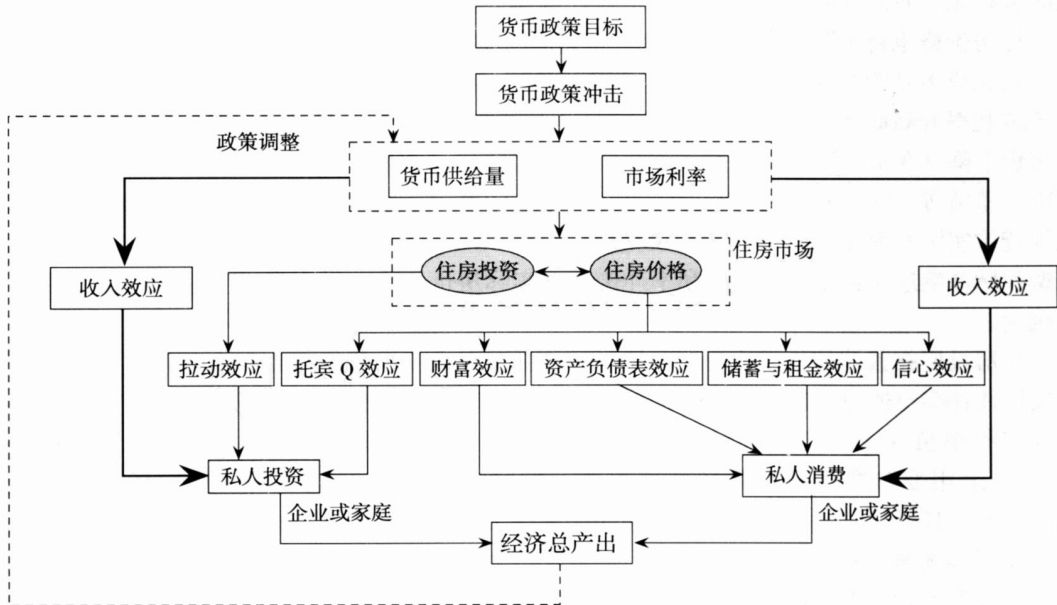 货币政策目标
货币政策冲击
政策调整
货币供给量
市场利率
住房市场
住房投资
住房价格
收入效应
收入效应
拉动效应
托宾 Q 效应
财富效应
资产负债表效应
储蓄与租金效应
信心效应
私人投资
私人消费
企业或家庭
企业或家庭
经济总产出